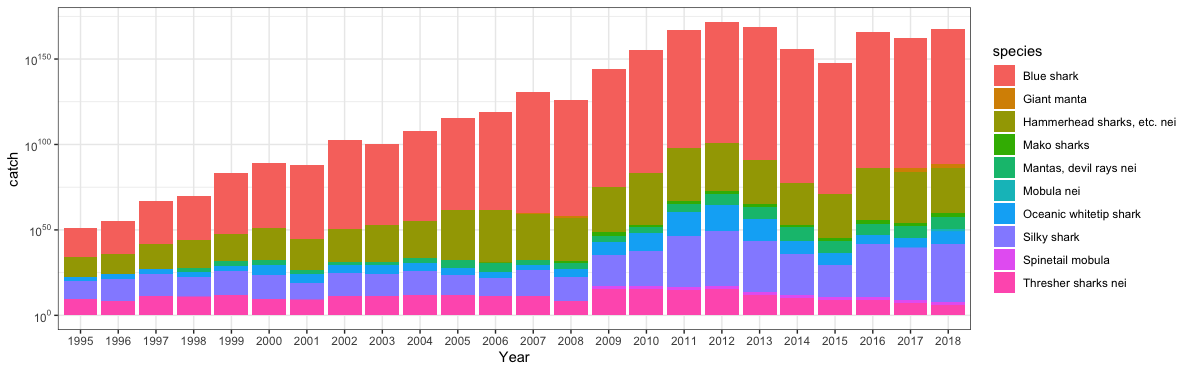 catch
10^150
10^100
10^50
10^0
1995 1996 1997 1998 1999 2000 2001 2002 2003 2004 2005 2006 2007 2008 2009 2010 2011 2012 2013 2014 2015 2016 2017 2018
Year
species
Blue shark
Giant manta
Hammerhead sharks, etc. nei
Mako sharks
Mantas, devil rays nei
Mobula nei
Oceanic whitetip shark
Silky shark
Spinetail mobula
Thresher sharks nei